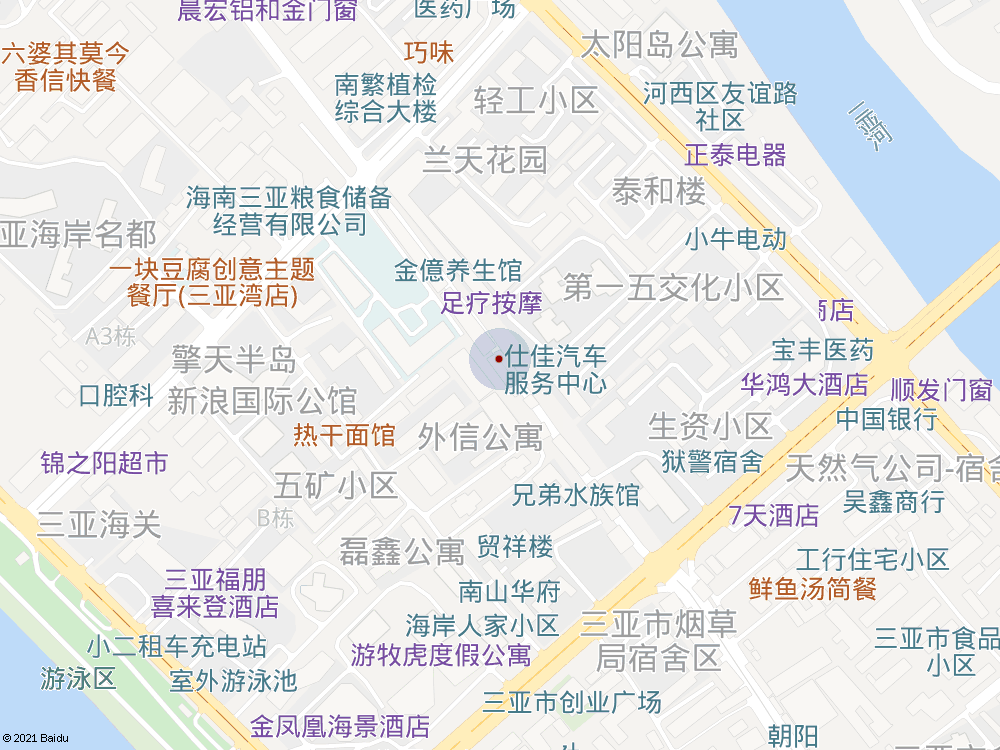 晨宏铝和金门窗
医药广场
六婆其莫今
香信快餐
巧味
太阳岛公寓
南繁植检
综合大楼
轻工小区
河西区友谊路
社区
三亚河
兰天花园
正泰电器
泰和楼
海南三亚粮食储备
经营有限公司
亚海岸名都
小牛电动
一块豆腐创意主题
餐厅(三亚湾店)
金億养生馆
足疗按摩
第一五交化小区
商店
A3栋
擎天半岛
仕佳汽车
服务中心
宝丰医药
口腔科
新浪国际公馆
华鸿大酒店
顺发门窗
热干面馆
外信公寓
生资小区
中国银行
锦之阳超市
狱警宿舍
天然气公司-宿舍
五矿小区
兄弟水族馆
吴鑫商行
三亚海关
B栋
7天酒店
磊鑫公寓
贸祥楼
工行住宅小区
三亚福朋
喜来登酒店
南山华府
鲜鱼汤简餐
海岸人家小区
三亚市烟草
局宿舍区
小二租车充电站
游牧虎度假公寓
三亚市食品
小区
游泳区
室外游泳池
三亚市创业广场
金凤凰海景酒店
朝阳
© 2021 Baidu